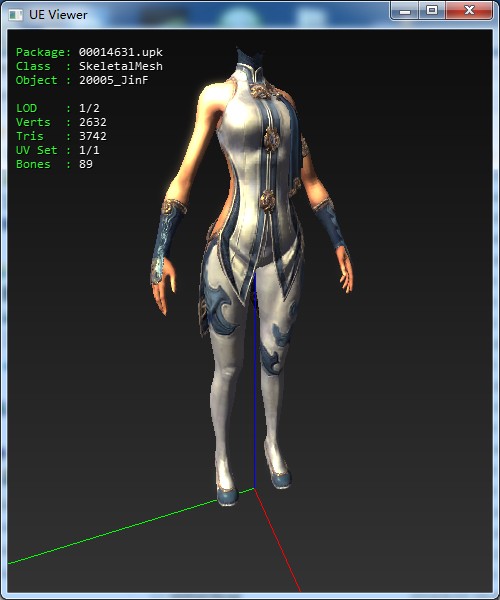 UE Viewer
Package: 00014631.upk
Class : SkeletalMesh
Object : 20005_JinF
LOD : 1/2
Verts : 2632
Tris : 3742
UV Set : 1/1
Bones : 89